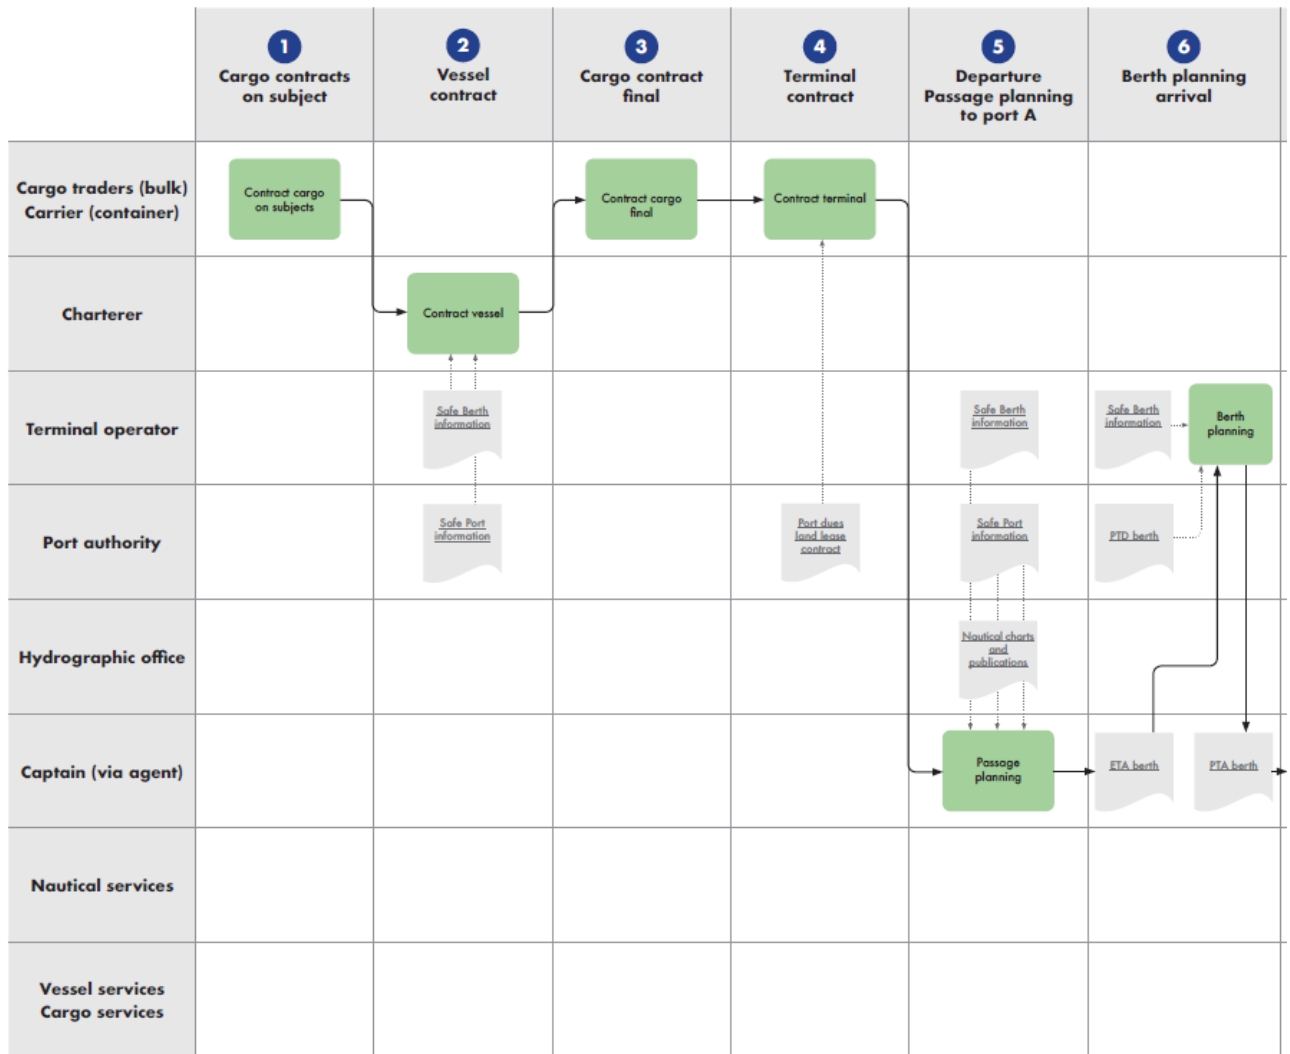 1
Cargo contracts
on subject
2
Vessel
contract
3
Cargo contract
final
4
Terminal
contract
5
Departure
Passage planning
to port A
6
Berth planning
arrival
Cargo traders (bulk)
Carrier (container)
Contract cargo
on subjects
Contract cargo
final
Contract terminal
Charterer
Contract vessel
Terminal operator
Safe Berth
information
Safe Berth
information
Safe Berth
information
Berth
planning
Port authority
Safe Port
information
Port dues
land lease
contract
Safe Port
information
PTD berth
Hydrographic office
Nautical charts
and
publications
Captain (via agent)
Passage
planning
ETA berth
PTA berth
Nautical services
Vessel services
Cargo services